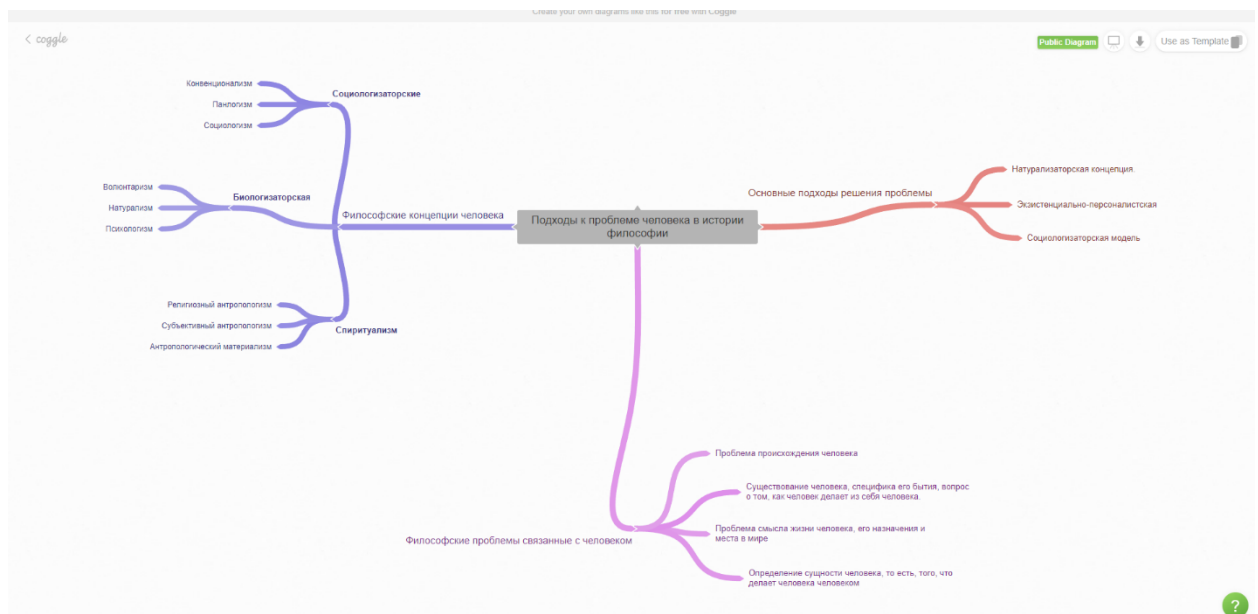 Create your own diagrams like this for free with Coggle
coggle
Public Diagram
Use as Template
Подходы к проблеме человека в истории
философии
Философские концепции человека
Социологизаторские
Конвенционализм
Панлогизм
Социологизм
Биологизаторская
Волюнтаризм
Натурализм
Психологизм
Спиритуализм
Религиозный антропологизм
Субъективный антропологизм
Антропологический материализм
Основные подходы решения проблемы
Натурализаторская концепция.
Экзистенциально-персоналистская
Социологизаторская модель
Философские проблемы связанные с человеком
Проблема происхождения человека
Существование человека, специфика его бытия, вопрос
о том, как человек делает из себя человека.
Проблема смысла жизни человека, его назначения и
места в мире
Определение сущности человека, то есть, того, что
делает человека человеком
?